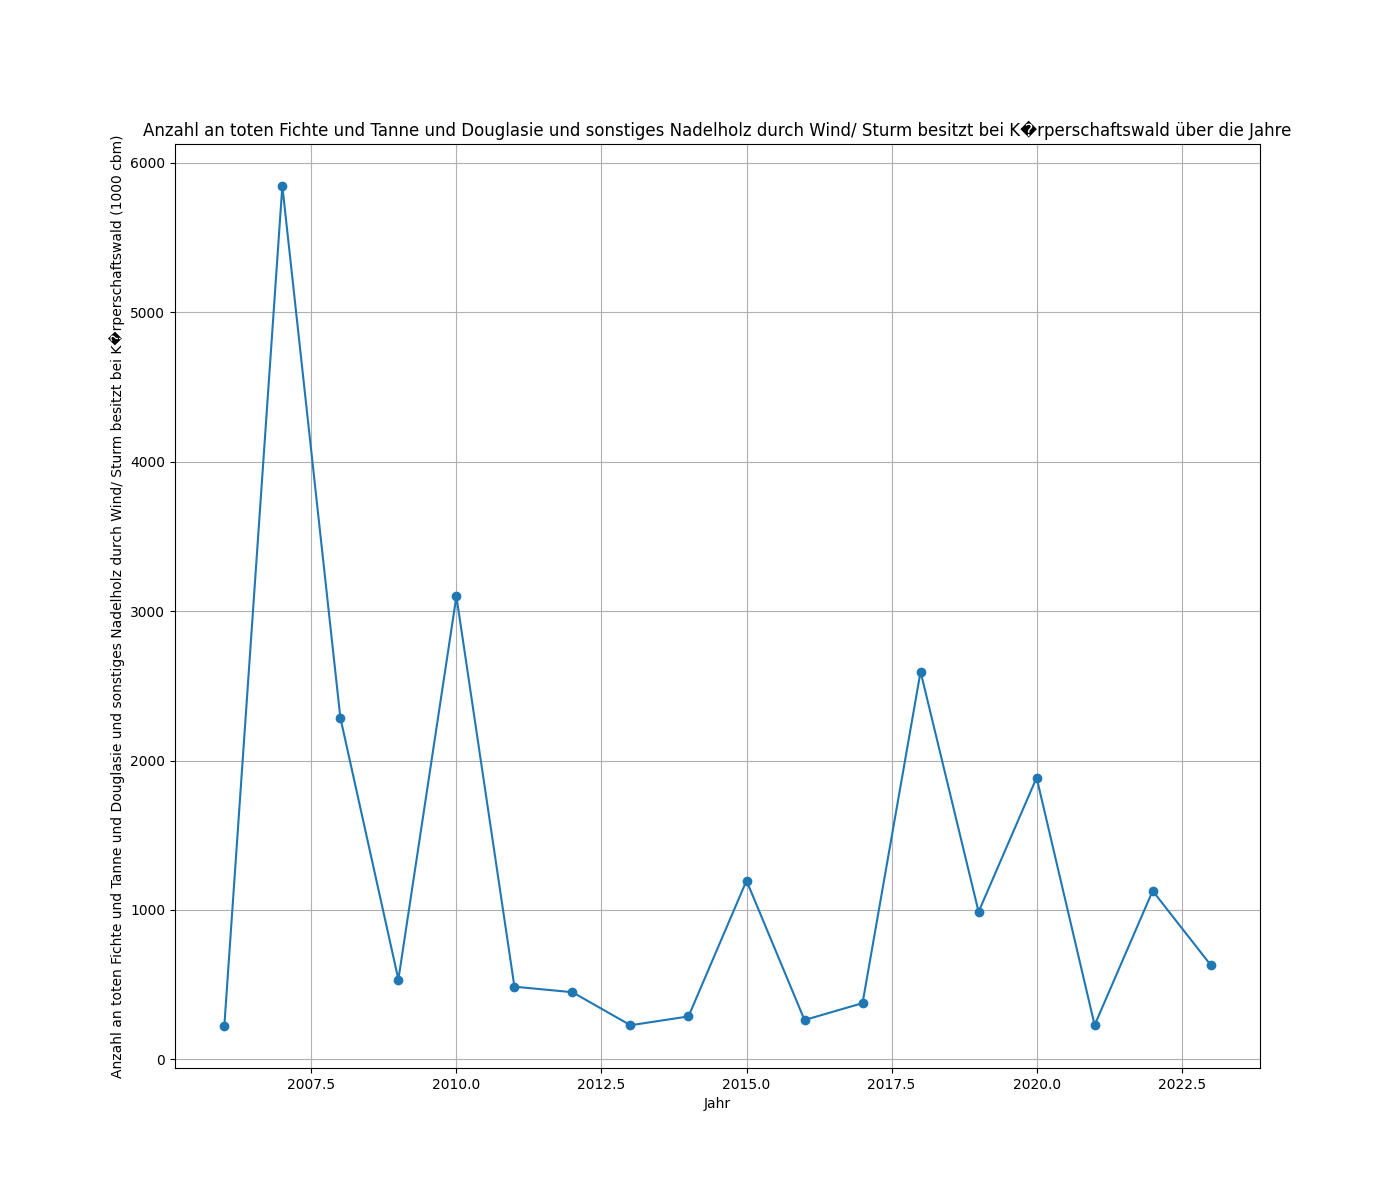 Anzahl an toten Fichte und Tanne und Douglasie und sonstiges Nadelholz durch Wind/ Sturm besitzt bei K�rperschaftswald über die Jahre
Anzahl an toten Fichte und Tanne und Douglasie und sonstiges Nadelholz durch Wind/ Sturm besitzt bei K�rperschaftswald (1000 cbm)
6000
5000
4000
3000
2000
1000
0
2007.5 2010.0 2012.5 2015.0 2017.5 2020.0 2022.5
Jahr